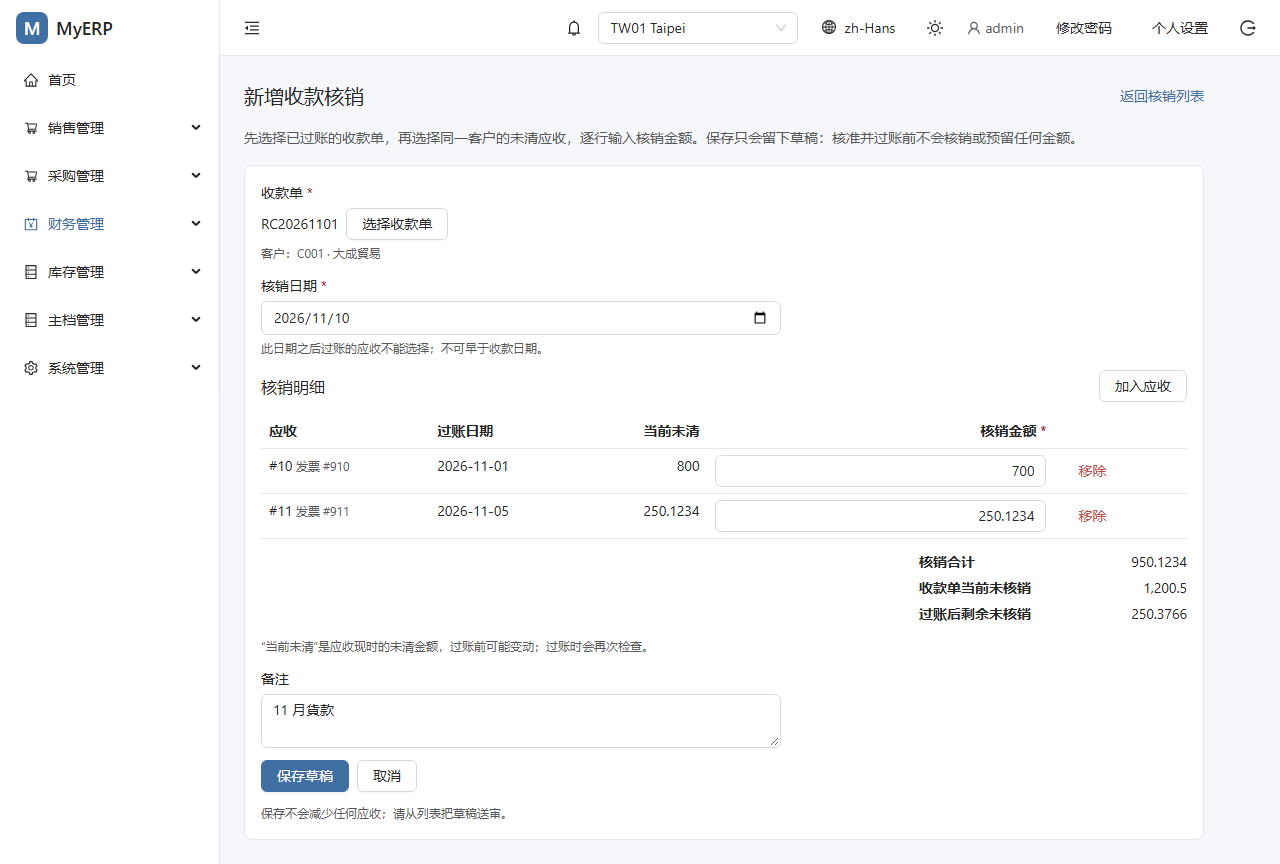 M MyERP
TW01 Taipei
zh-Hans
admin
修改密码
个人设置
首页
销售管理
采购管理
财务管理
库存管理
主档管理
系统管理
新增收款核销
返回核销列表
先选择已过账的收款单，再选择同一客户的未清应收，逐行输入核销金额。保存只会留下草稿：核准并过账前不会核销或预留任何金额。
收款单 *
RC20261101 选择收款单
客户：C001 · 大成貿易
核销日期 *
2026/11/10
此日期之后过账的应收不能选择；不可早于收款日期。
核销明细 加入应收
应收 过账日期 当前未清 核销金额 *
#10 发票 #910 2026-11-01 800 700 移除
#11 发票 #911 2026-11-05 250.1234 250.1234 移除
核销合计 950.1234
收款单当前未核销 1,200.5
过账后剩余未核销 250.3766
“当前未清”是应收现时的未清金额，过账前可能变动；过账时会再次检查。
备注
11 月貨款
保存草稿 取消
保存不会减少任何应收；请从列表把草稿送审。